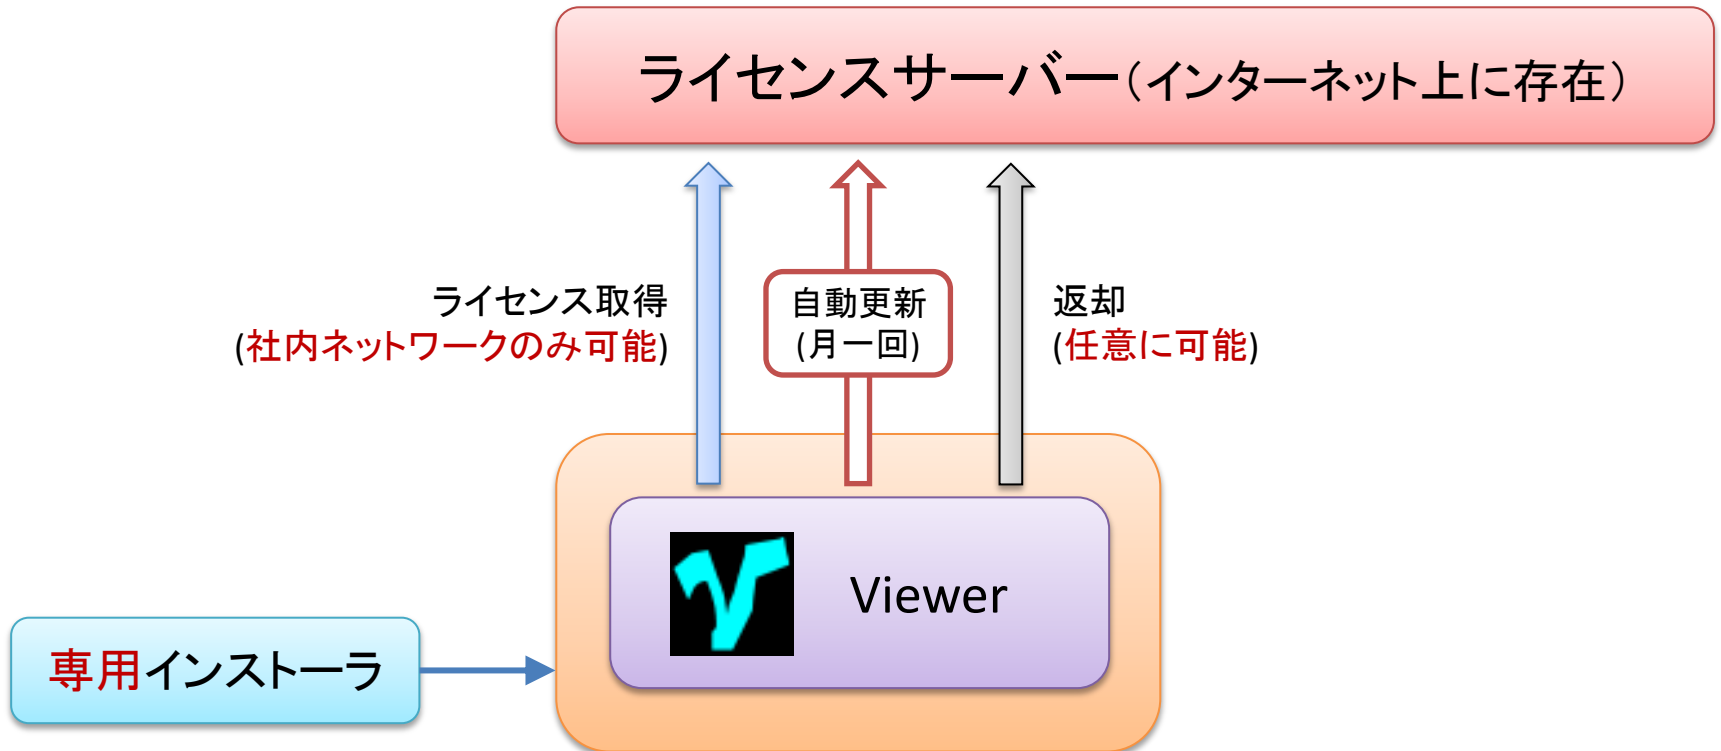 ライセンスサーバー（インターネット上に存在）
ライセンス取得
(社内ネットワークのみ可能)
自動更新
(月一回)
返却
(任意に可能)
Viewer
専用インストーラ